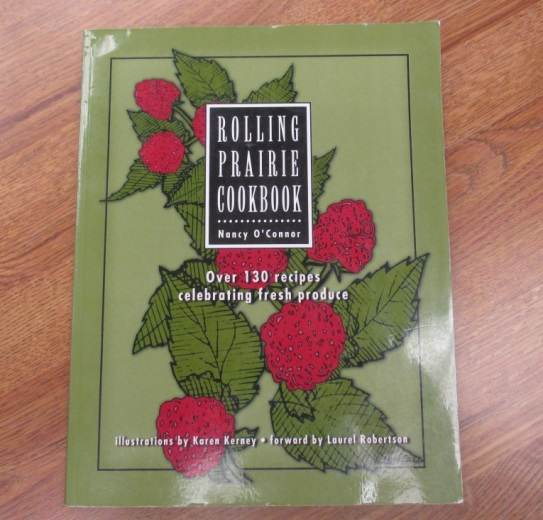 ROLLING
PRAIRIE
COOKBOOK
Nancy O'Connor
Over 130 recipes
celebrating fresh produce
illustrations by Karen Kerney • forward by Laurel Robertson